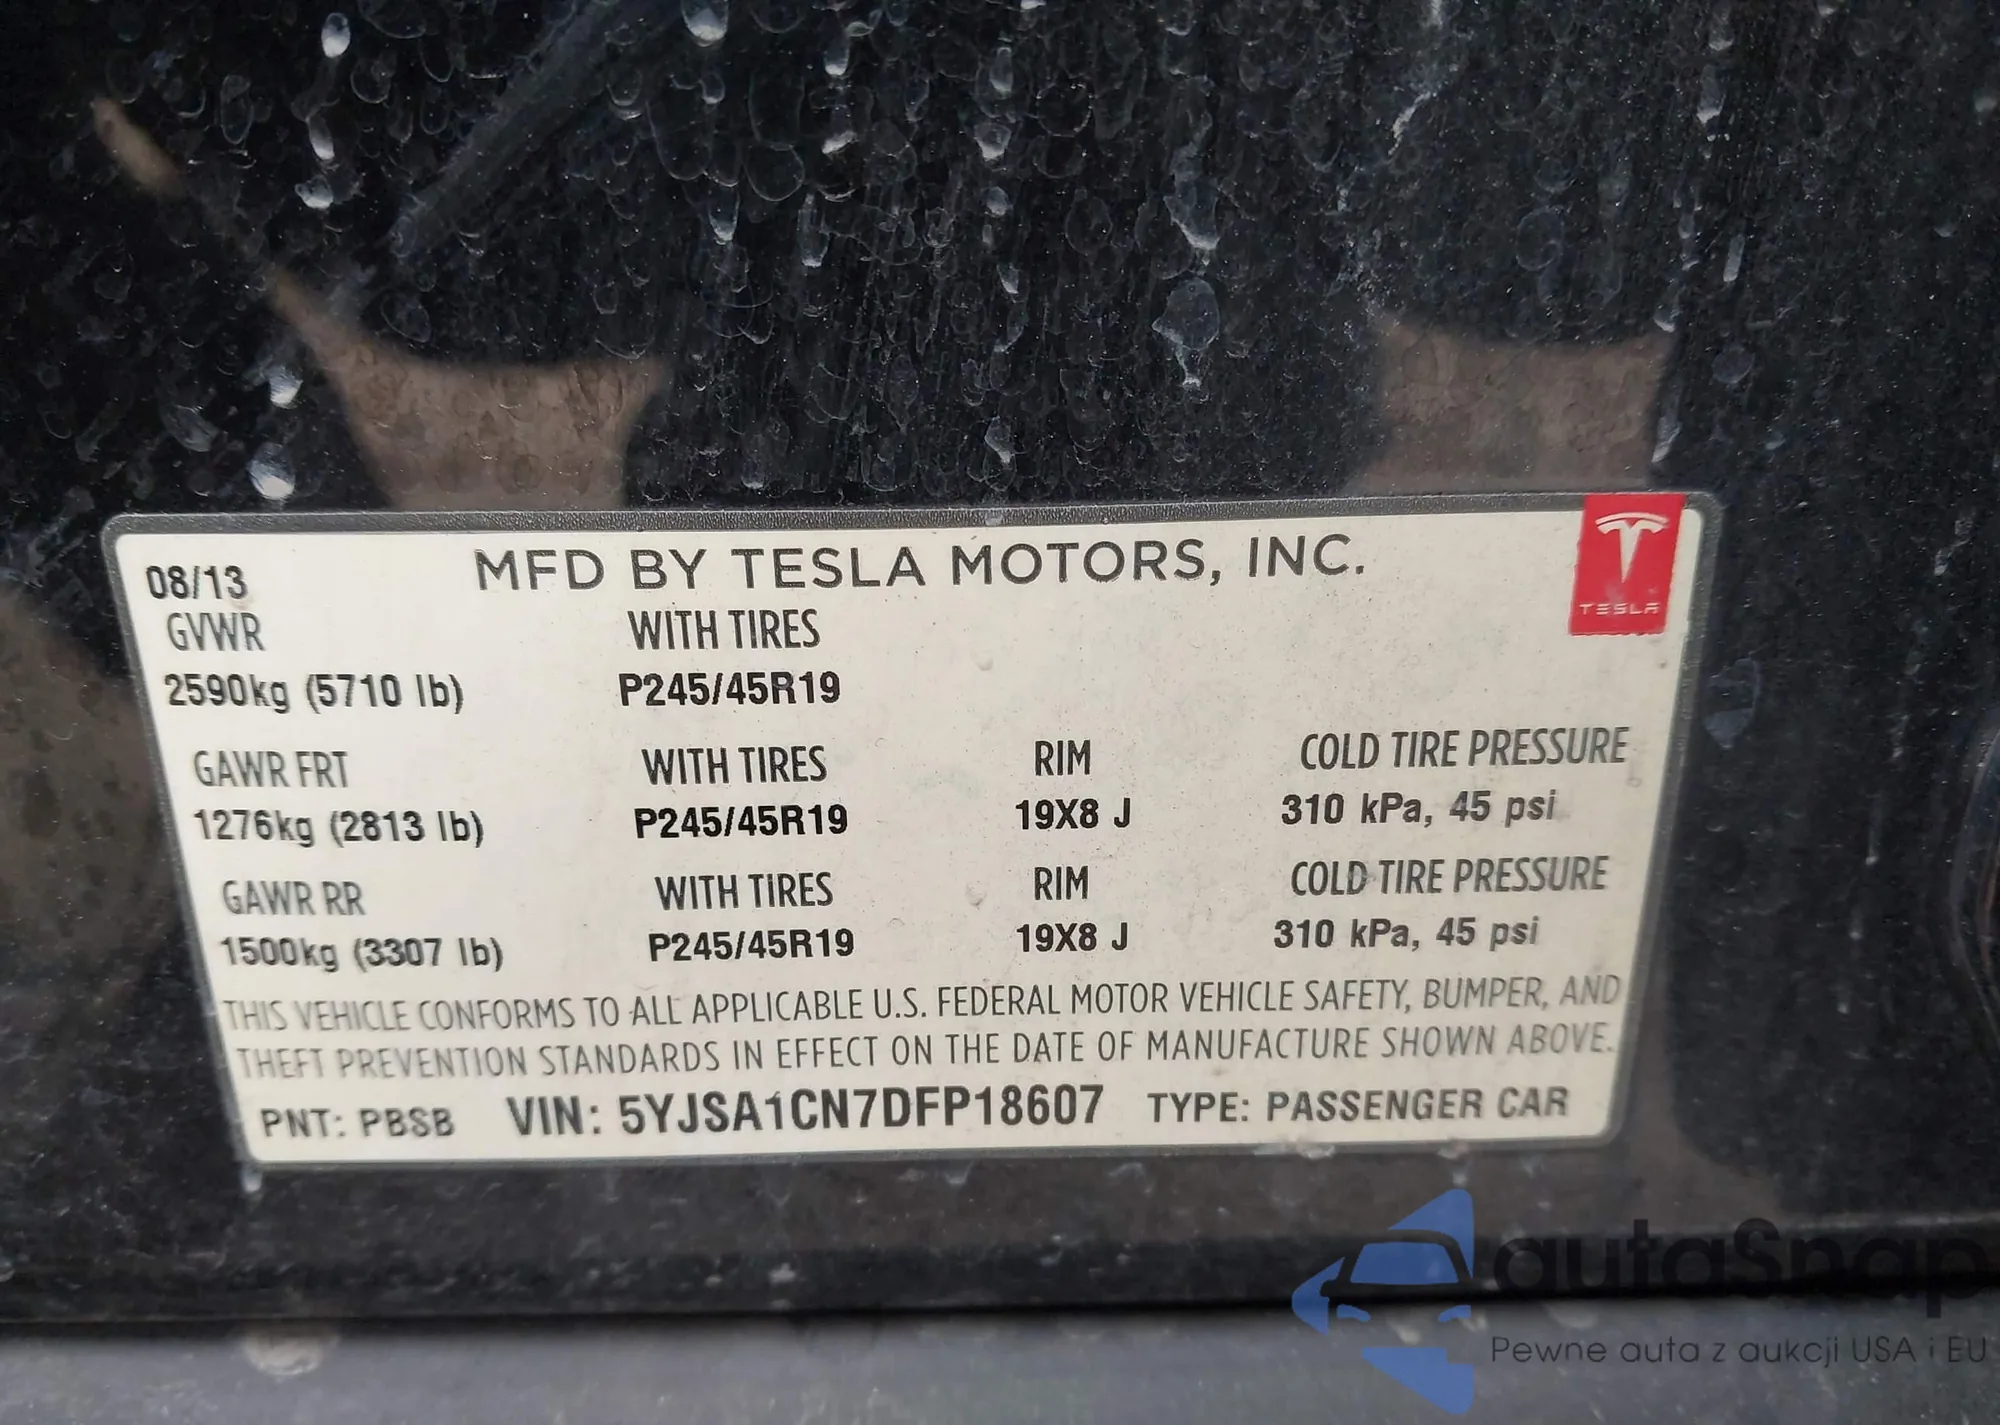 08/13 MFD BY TESLA MOTORS, INC.
TESLA
GVWR WITH TIRES
2590kg (5710 lb) P245/45R19
GAWR FRT WITH TIRES RIM COLD TIRE PRESSURE
1276kg (2813 lb) P245/45R19 19X8 J 310 kPa, 45 psi
GAWR RR WITH TIRES RIM COLD TIRE PRESSURE
1500kg (3307 lb) P245/45R19 19X8 J 310 kPa, 45 psi
THIS VEHICLE CONFORMS TO ALL APPLICABLE U.S. FEDERAL MOTOR VEHICLE SAFETY, BUMPER, AND
THEFT PREVENTION STANDARDS IN EFFECT ON THE DATE OF MANUFACTURE SHOWN ABOVE.
PNT: PBSB VIN: 5YJSA1CN7DFP18607 TYPE: PASSENGER CAR
autaSnap
Pewne auta z aukcji USA i EU